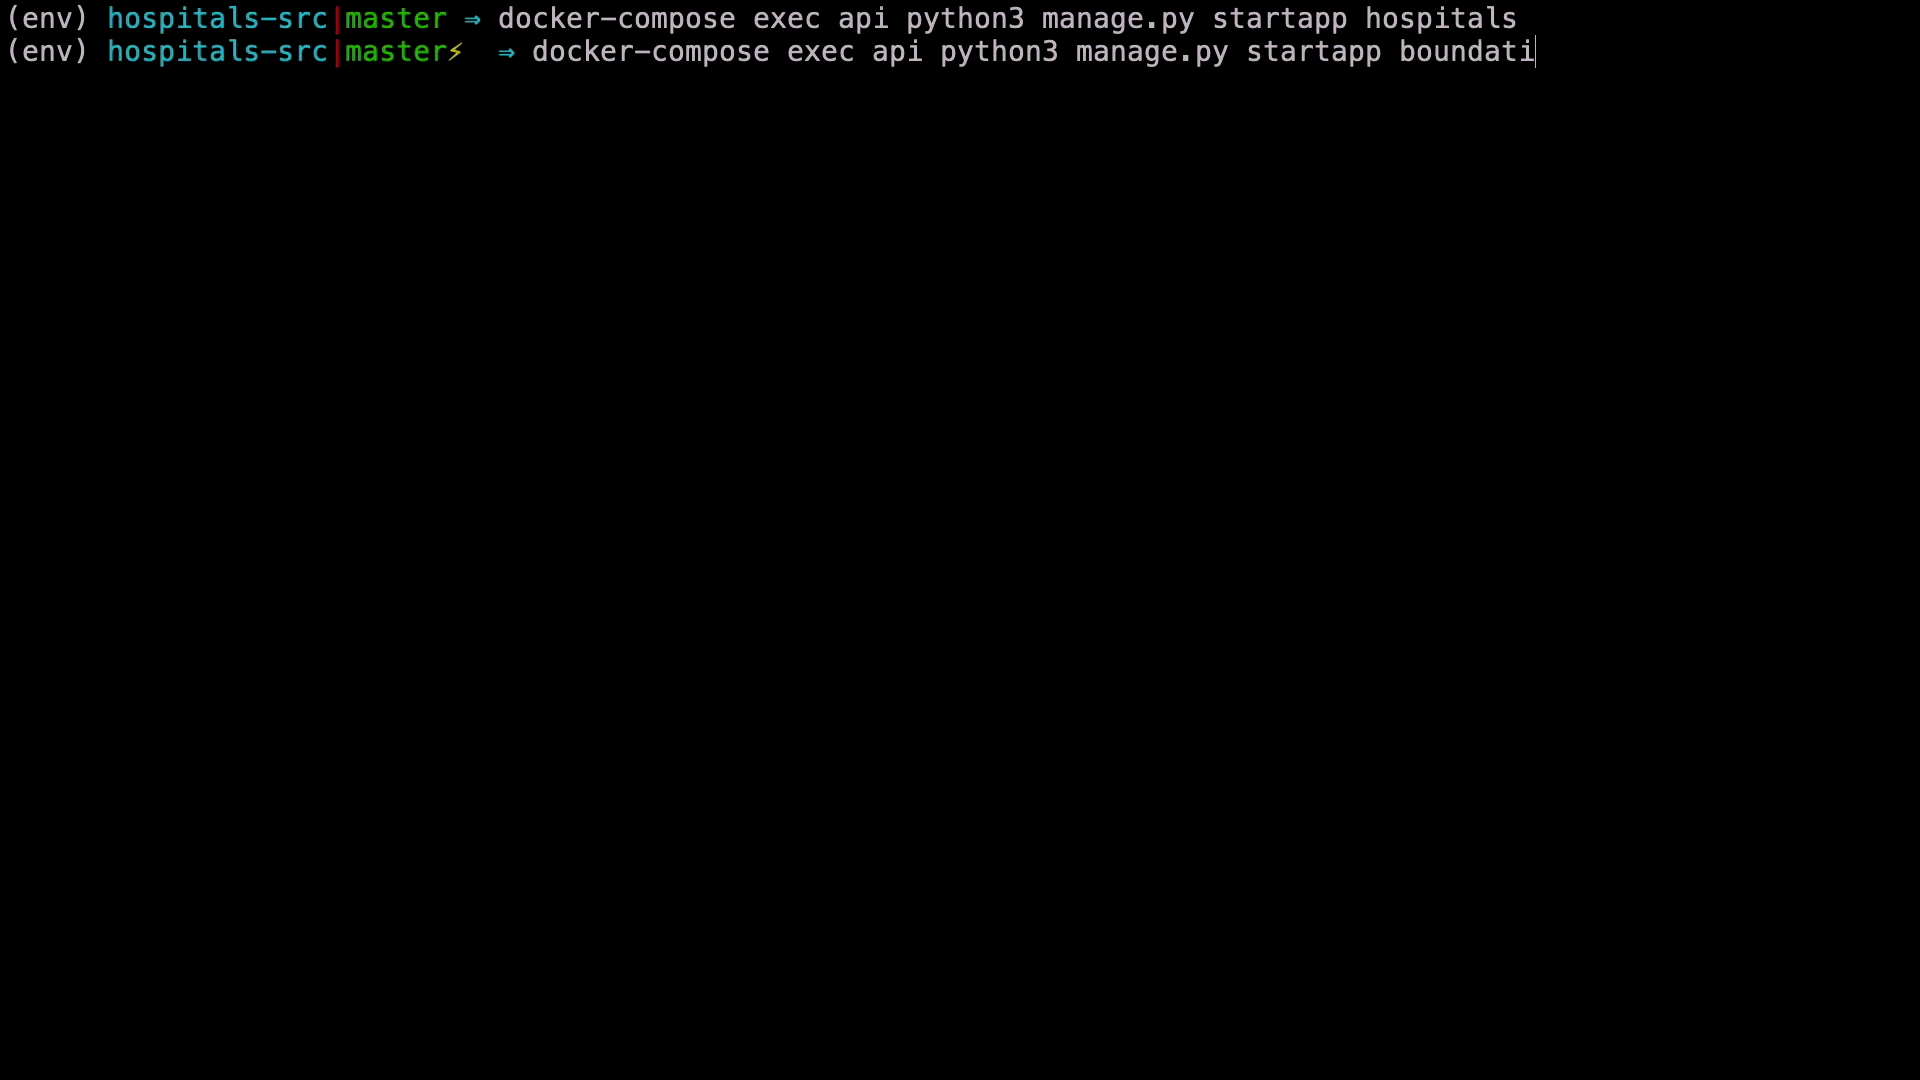 (env) hospitals-src|master ⇒ docker-compose exec api python3 manage.py startapp hospitals
(env) hospitals-src|master⚡ ⇒ docker-compose exec api python3 manage.py startapp boundati